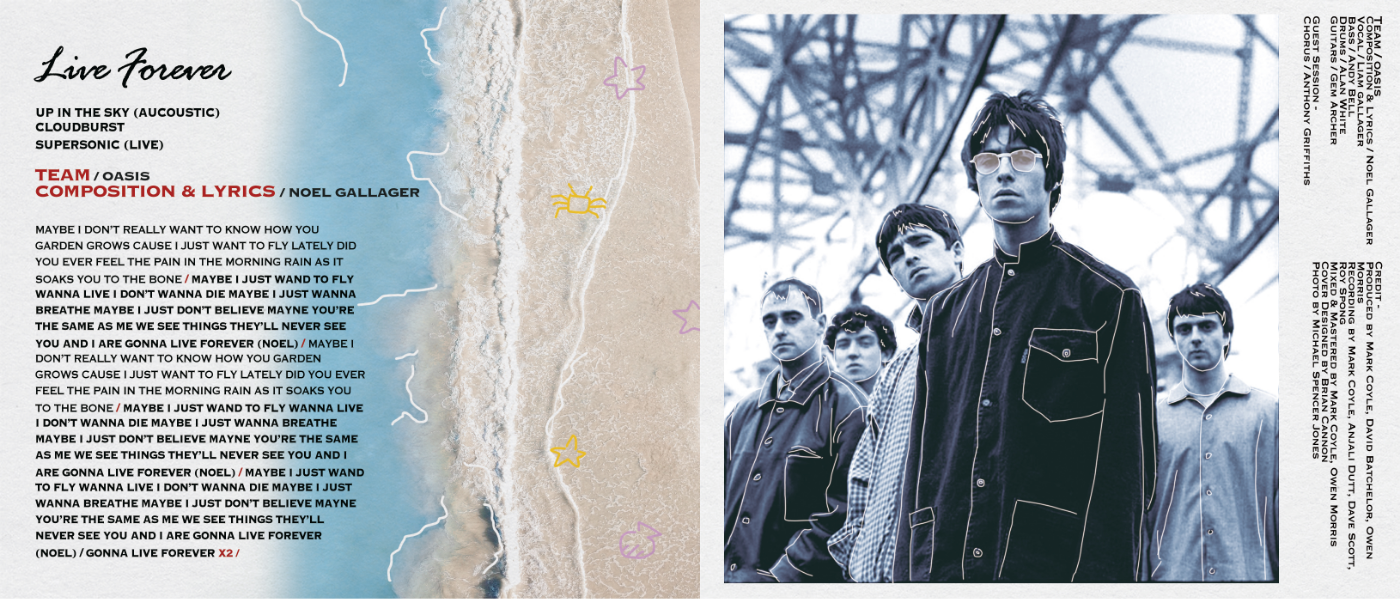 Live Forever
UP IN THE SKY (AUCOUSTIC)
CLOUDBURST
SUPERSONIC (LIVE)
TEAM / OASIS
COMPOSITION & LYRICS / NOEL GALLAGER
MAYBE I DON'T REALLY WANT TO KNOW HOW YOU
GARDEN GROWS CAUSE I JUST WANT TO FLY LATELY DID
YOU EVER FEEL THE PAIN IN THE MORNING RAIN AS IT
SOAKS YOU TO THE BONE / MAYBE I JUST WAND TO FLY
WANNA LIVE I DON'T WANNA DIE MAYBE I JUST WANNA
BREATHE MAYBE I JUST DON'T BELIEVE MAYNE YOU'RE
THE SAME AS ME WE SEE THINGS THEY'LL NEVER SEE
YOU AND I ARE GONNA LIVE FOREVER (NOEL) / MAYBE I
DON'T REALLY WANT TO KNOW HOW YOU GARDEN
GROWS CAUSE I JUST WANT TO FLY LATELY DID YOU EVER
FEEL THE PAIN IN THE MORNING RAIN AS IT SOAKS YOU
TO THE BONE / MAYBE I JUST WAND TO FLY WANNA LIVE
I DON'T WANNA DIE MAYBE I JUST WANNA BREATHE
MAYBE I JUST DON'T BELIEVE MAYNE YOU'RE THE SAME
AS ME WE SEE THINGS THEY'LL NEVER SEE YOU AND I
ARE GONNA LIVE FOREVER (NOEL) / MAYBE I JUST WAND
TO FLY WANNA LIVE I DON'T WANNA DIE MAYBE I JUST
WANNA BREATHE MAYBE I JUST DON'T BELIEVE MAYNE
YOU'RE THE SAME AS ME WE SEE THINGS THEY'LL
NEVER SEE YOU AND I ARE GONNA LIVE FOREVER
(NOEL) / GONNA LIVE FOREVER X2 /
TEAM / OASIS
COMPOSITION & LYRICS / NOEL GALLAGER
VOCAL / LIAM GALLAGER
BASS / ANDY BELL
DRUMS / ALAN WHITE
GUITARS / GEM ARCHER
GUEST SESSION -
CHORUS / ANTHONY GRIFFITHS
CREDIT -
PRODUCED BY MARK COYLE, DAVID BATCHELOR, OWEN
MORRIS
RECORDING BY MARK COYLE, ANJALI DUTT, DAVE SCOTT,
ROY SPONG
MIXED & MASTERED BY MARK COYLE, OWEN MORRIS
COVER DESIGNED BY BRIAN CANNON
PHOTO BY MICHAEL SPENCER JONES